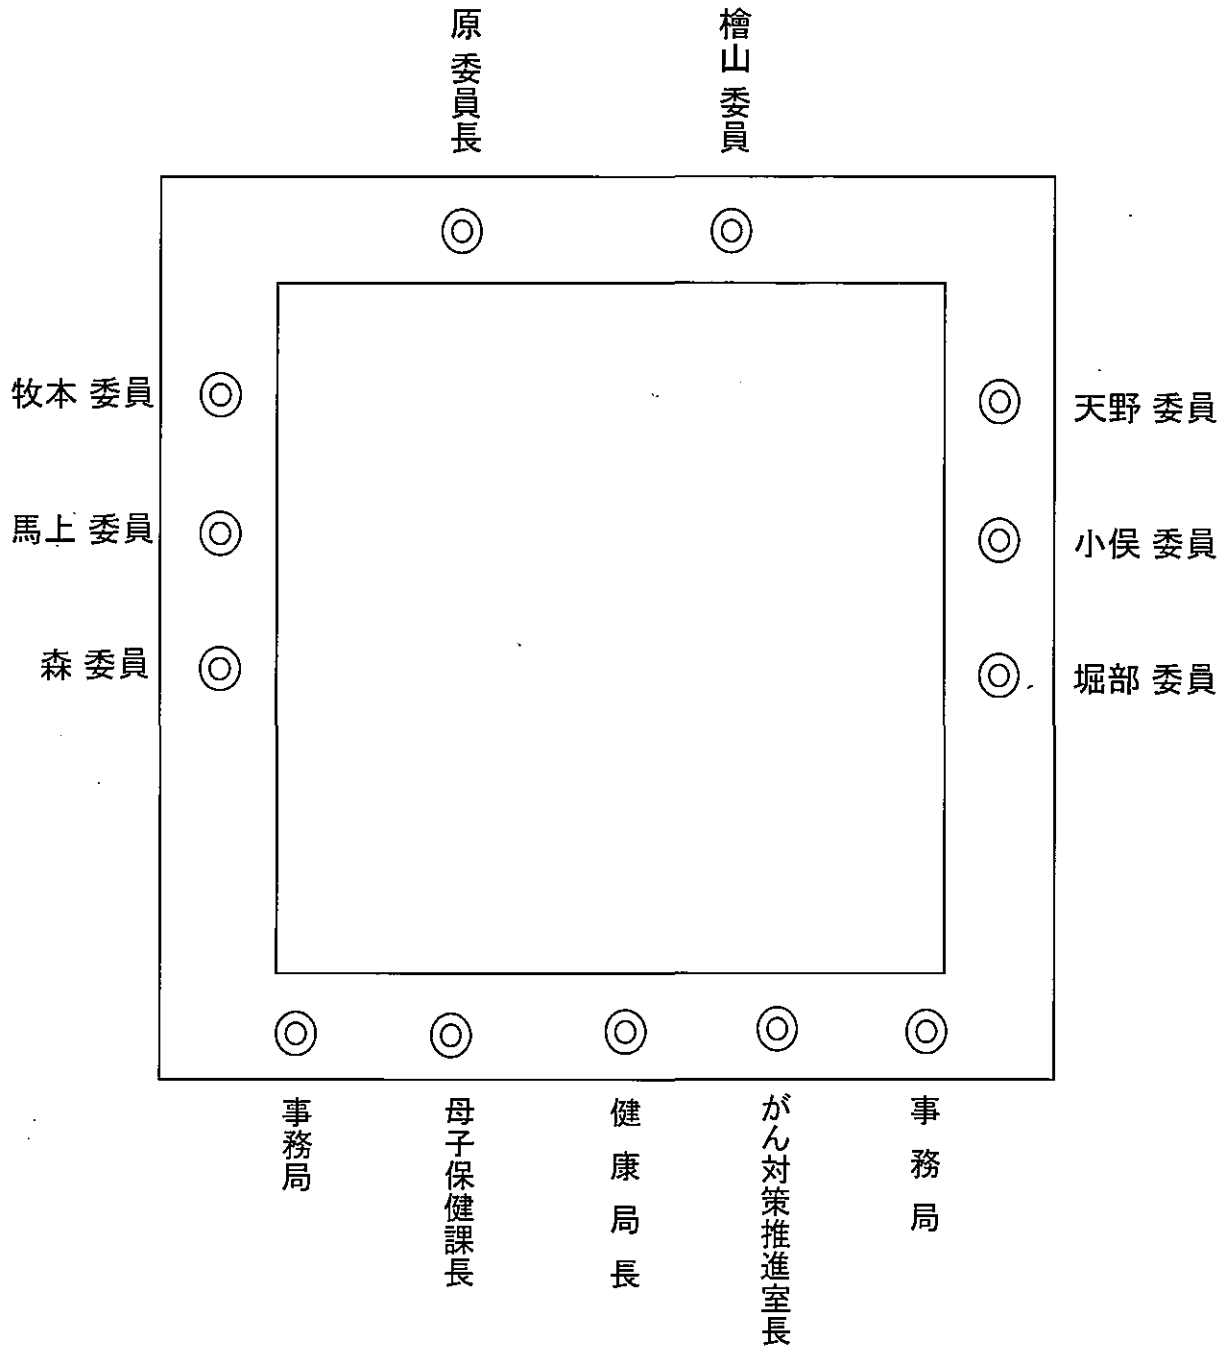 原 委員長
檜山 委員
牧本 委員
天野 委員
馬上 委員
小俣 委員
森 委員
堀部 委員
事務局
母子保健課長
健康局長
がん対策推進室長
事務局